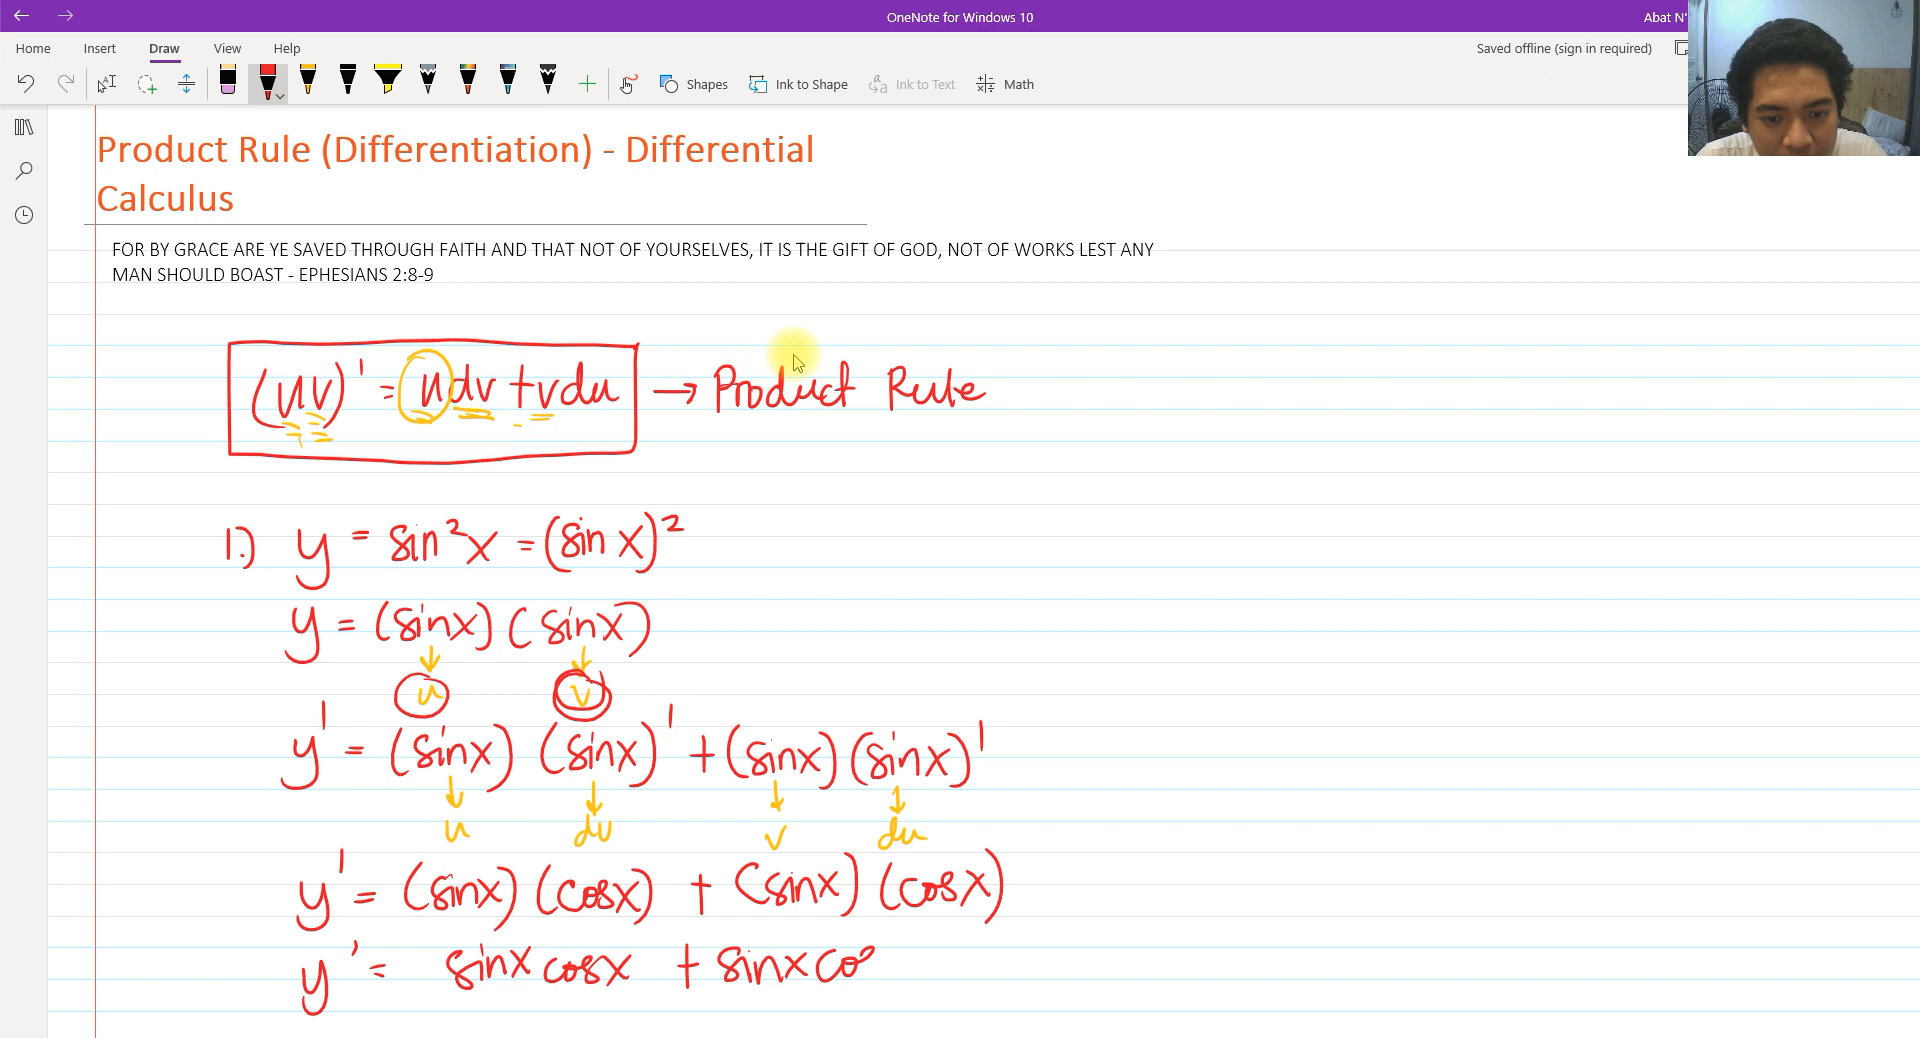 OneNote for Windows 10
Abat N'
Home Insert Draw View Help
Saved offline (sign in required)
Shapes Ink to Shape Ink to Text Math
Product Rule (Differentiation) - Differential
Calculus
FOR BY GRACE ARE YE SAVED THROUGH FAITH AND THAT NOT OF YOURSELVES, IT IS THE GIFT OF GOD, NOT OF WORKS LEST ANY
MAN SHOULD BOAST - EPHESIANS 2:8-9
(uv)' = udv + vdu → Product Rule
1.) y = sin²x = (sin x)²
y = (sinx)(sinx)
↓ ↓
u v
y' = (sinx)(sinx)' + (sinx)(sinx)'
↓ ↓ ↓ ↓
u dv v du
y' = (sinx)(cosx) + (sinx)(cosx)
y' = sinx cosx + sinx co